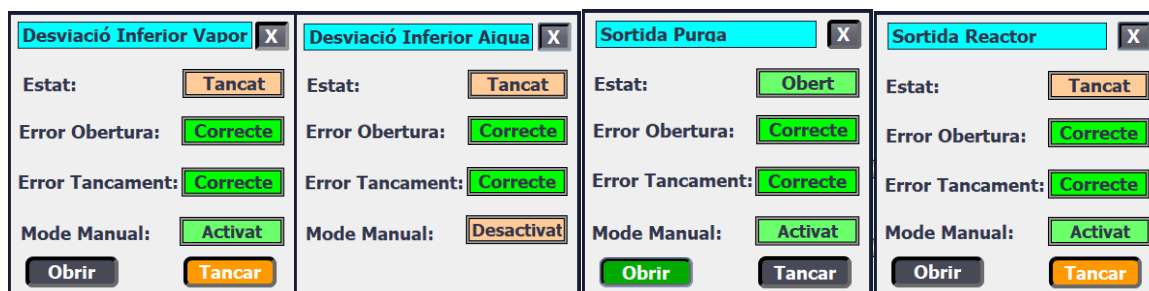 Desviació Inferior Vapor X
Estat: Tancat
Error Obertura: Correcte
Error Tancament: Correcte
Mode Manual: Activat
Obrir Tancar
Desviació Inferior Aigua X
Estat: Tancat
Error Obertura: Correcte
Error Tancament: Correcte
Mode Manual: Desactivat
Sortida Purga X
Estat: Obert
Error Obertura: Correcte
Error Tancament: Correcte
Mode Manual: Activat
Obrir Tancar
Sortida Reactor X
Estat: Tancat
Error Obertura: Correcte
Error Tancament: Correcte
Mode Manual: Activat
Obrir Tancar